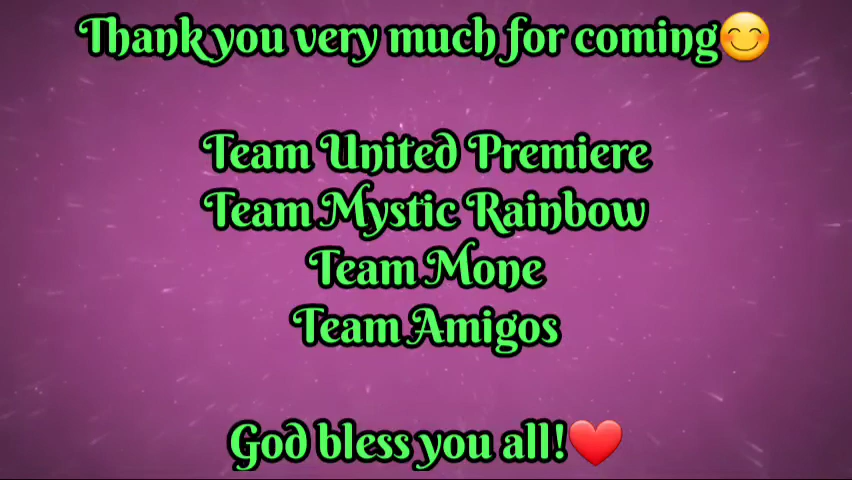 Thank you very much for coming😊
Team United Premiere
Team Mystic Rainbow
Team Mone
Team Amigos
God bless you all!❤️